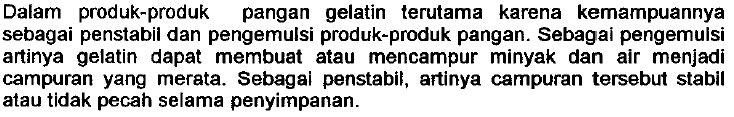 Dalam produk-produk pangan gelatin terutama karena kemampuannya
sebagai penstabil dan pengemulsi produk-produk pangan. Sebagai pengemulsi
artinya gelatin dapat membuat atau mencampur minyak dan air menjadi
campuran yang merata. Sebagai penstabil, artinya campuran tersebut stabil
atau tidak pecah selama penyimpanan.